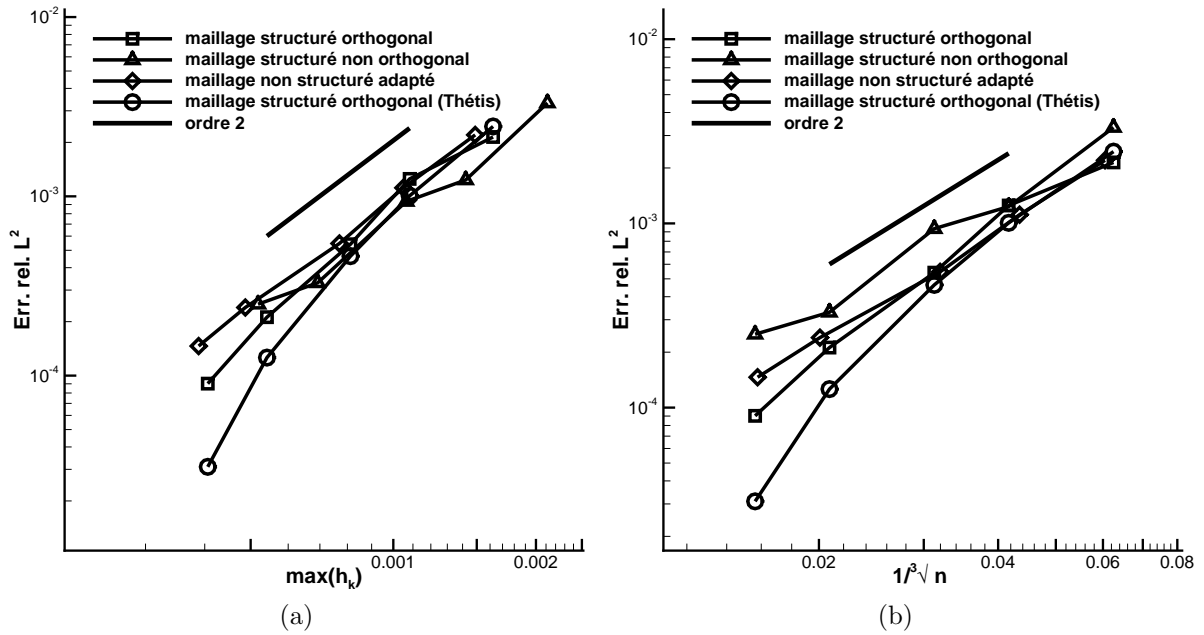 10^-2
maillage structuré orthogonal
maillage structuré non orthogonal
maillage non structuré adapté
maillage structuré orthogonal (Thétis)
ordre 2
10^-3
10^-4
Err. rel. L^2
0.001
0.002
max(h_k)
(a)
10^-2
maillage structuré orthogonal
maillage structuré non orthogonal
maillage non structuré adapté
maillage structuré orthogonal (Thétis)
ordre 2
10^-3
10^-4
Err. rel. L^2
0.02
0.04
0.06
0.08
1/^3√ n
(b)